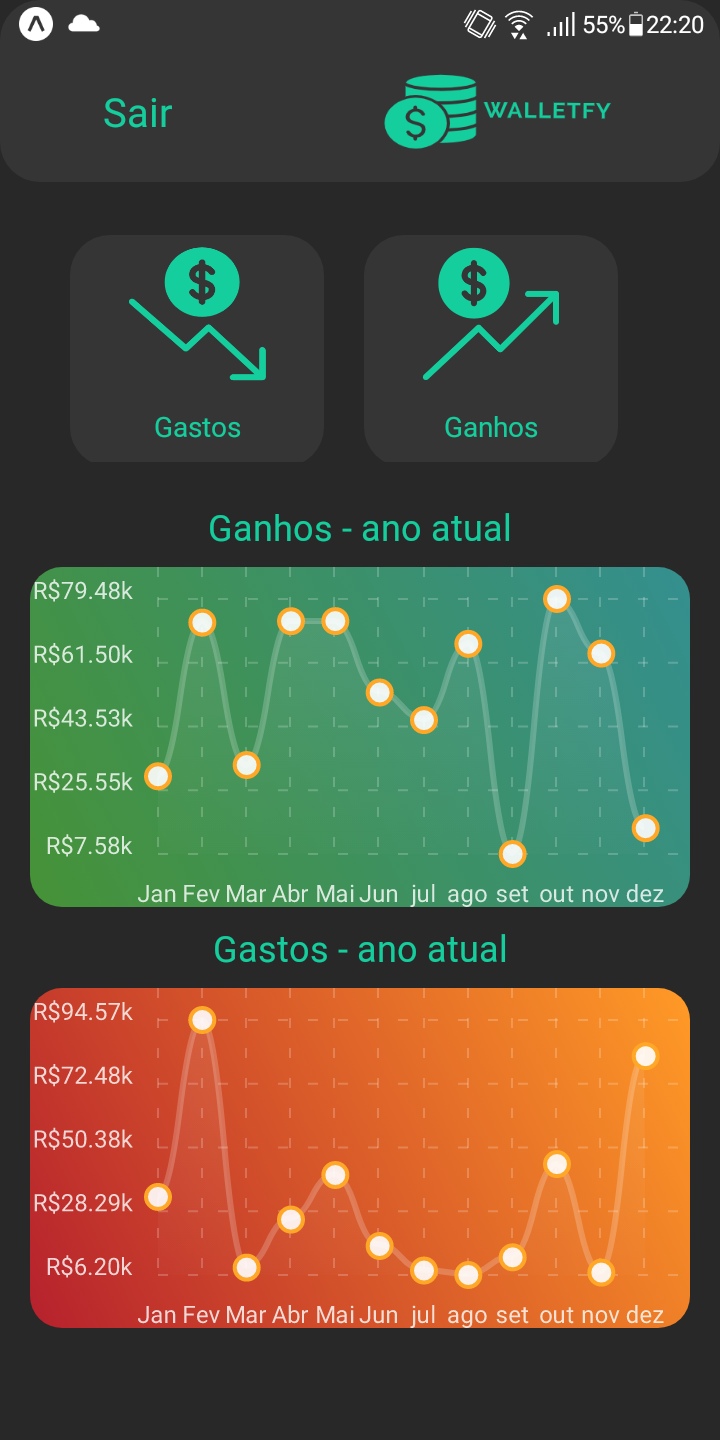 55% 22:20
Sair
WALLETFY
Gastos
Ganhos
Ganhos - ano atual
R$79.48k
R$61.50k
R$43.53k
R$25.55k
R$7.58k
Jan Fev Mar Abr Mai Jun jul ago set out nov dez
Gastos - ano atual
R$94.57k
R$72.48k
R$50.38k
R$28.29k
R$6.20k
Jan Fev Mar Abr Mai Jun jul ago set out nov dez